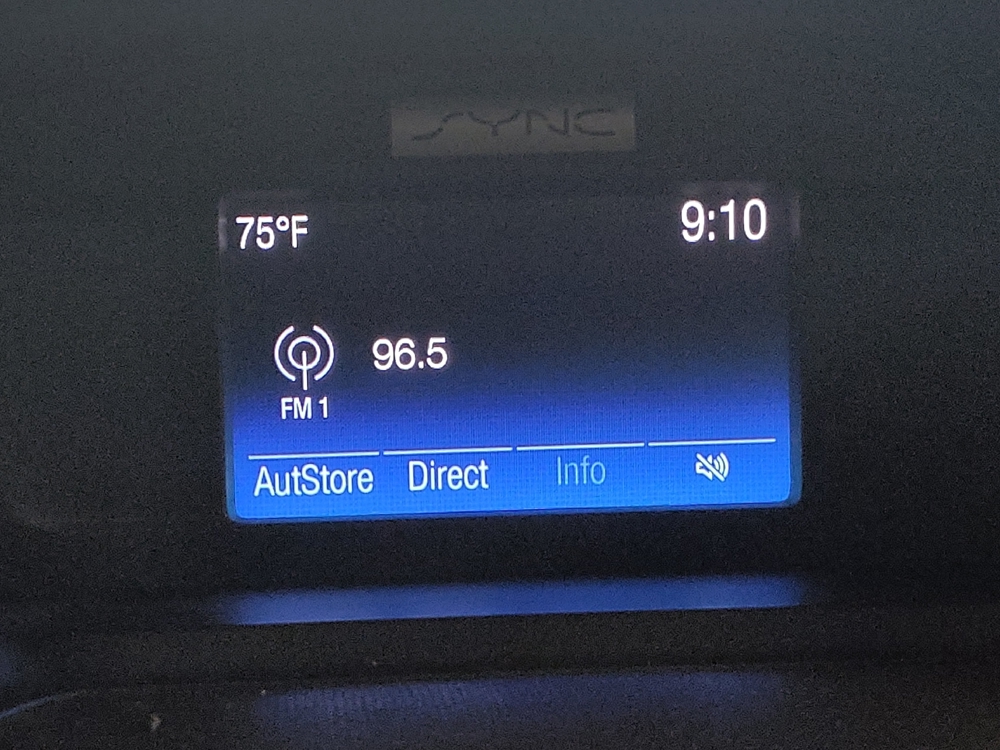 SYNC
75°F 9:10
96.5
FM 1
AutStore Direct Info